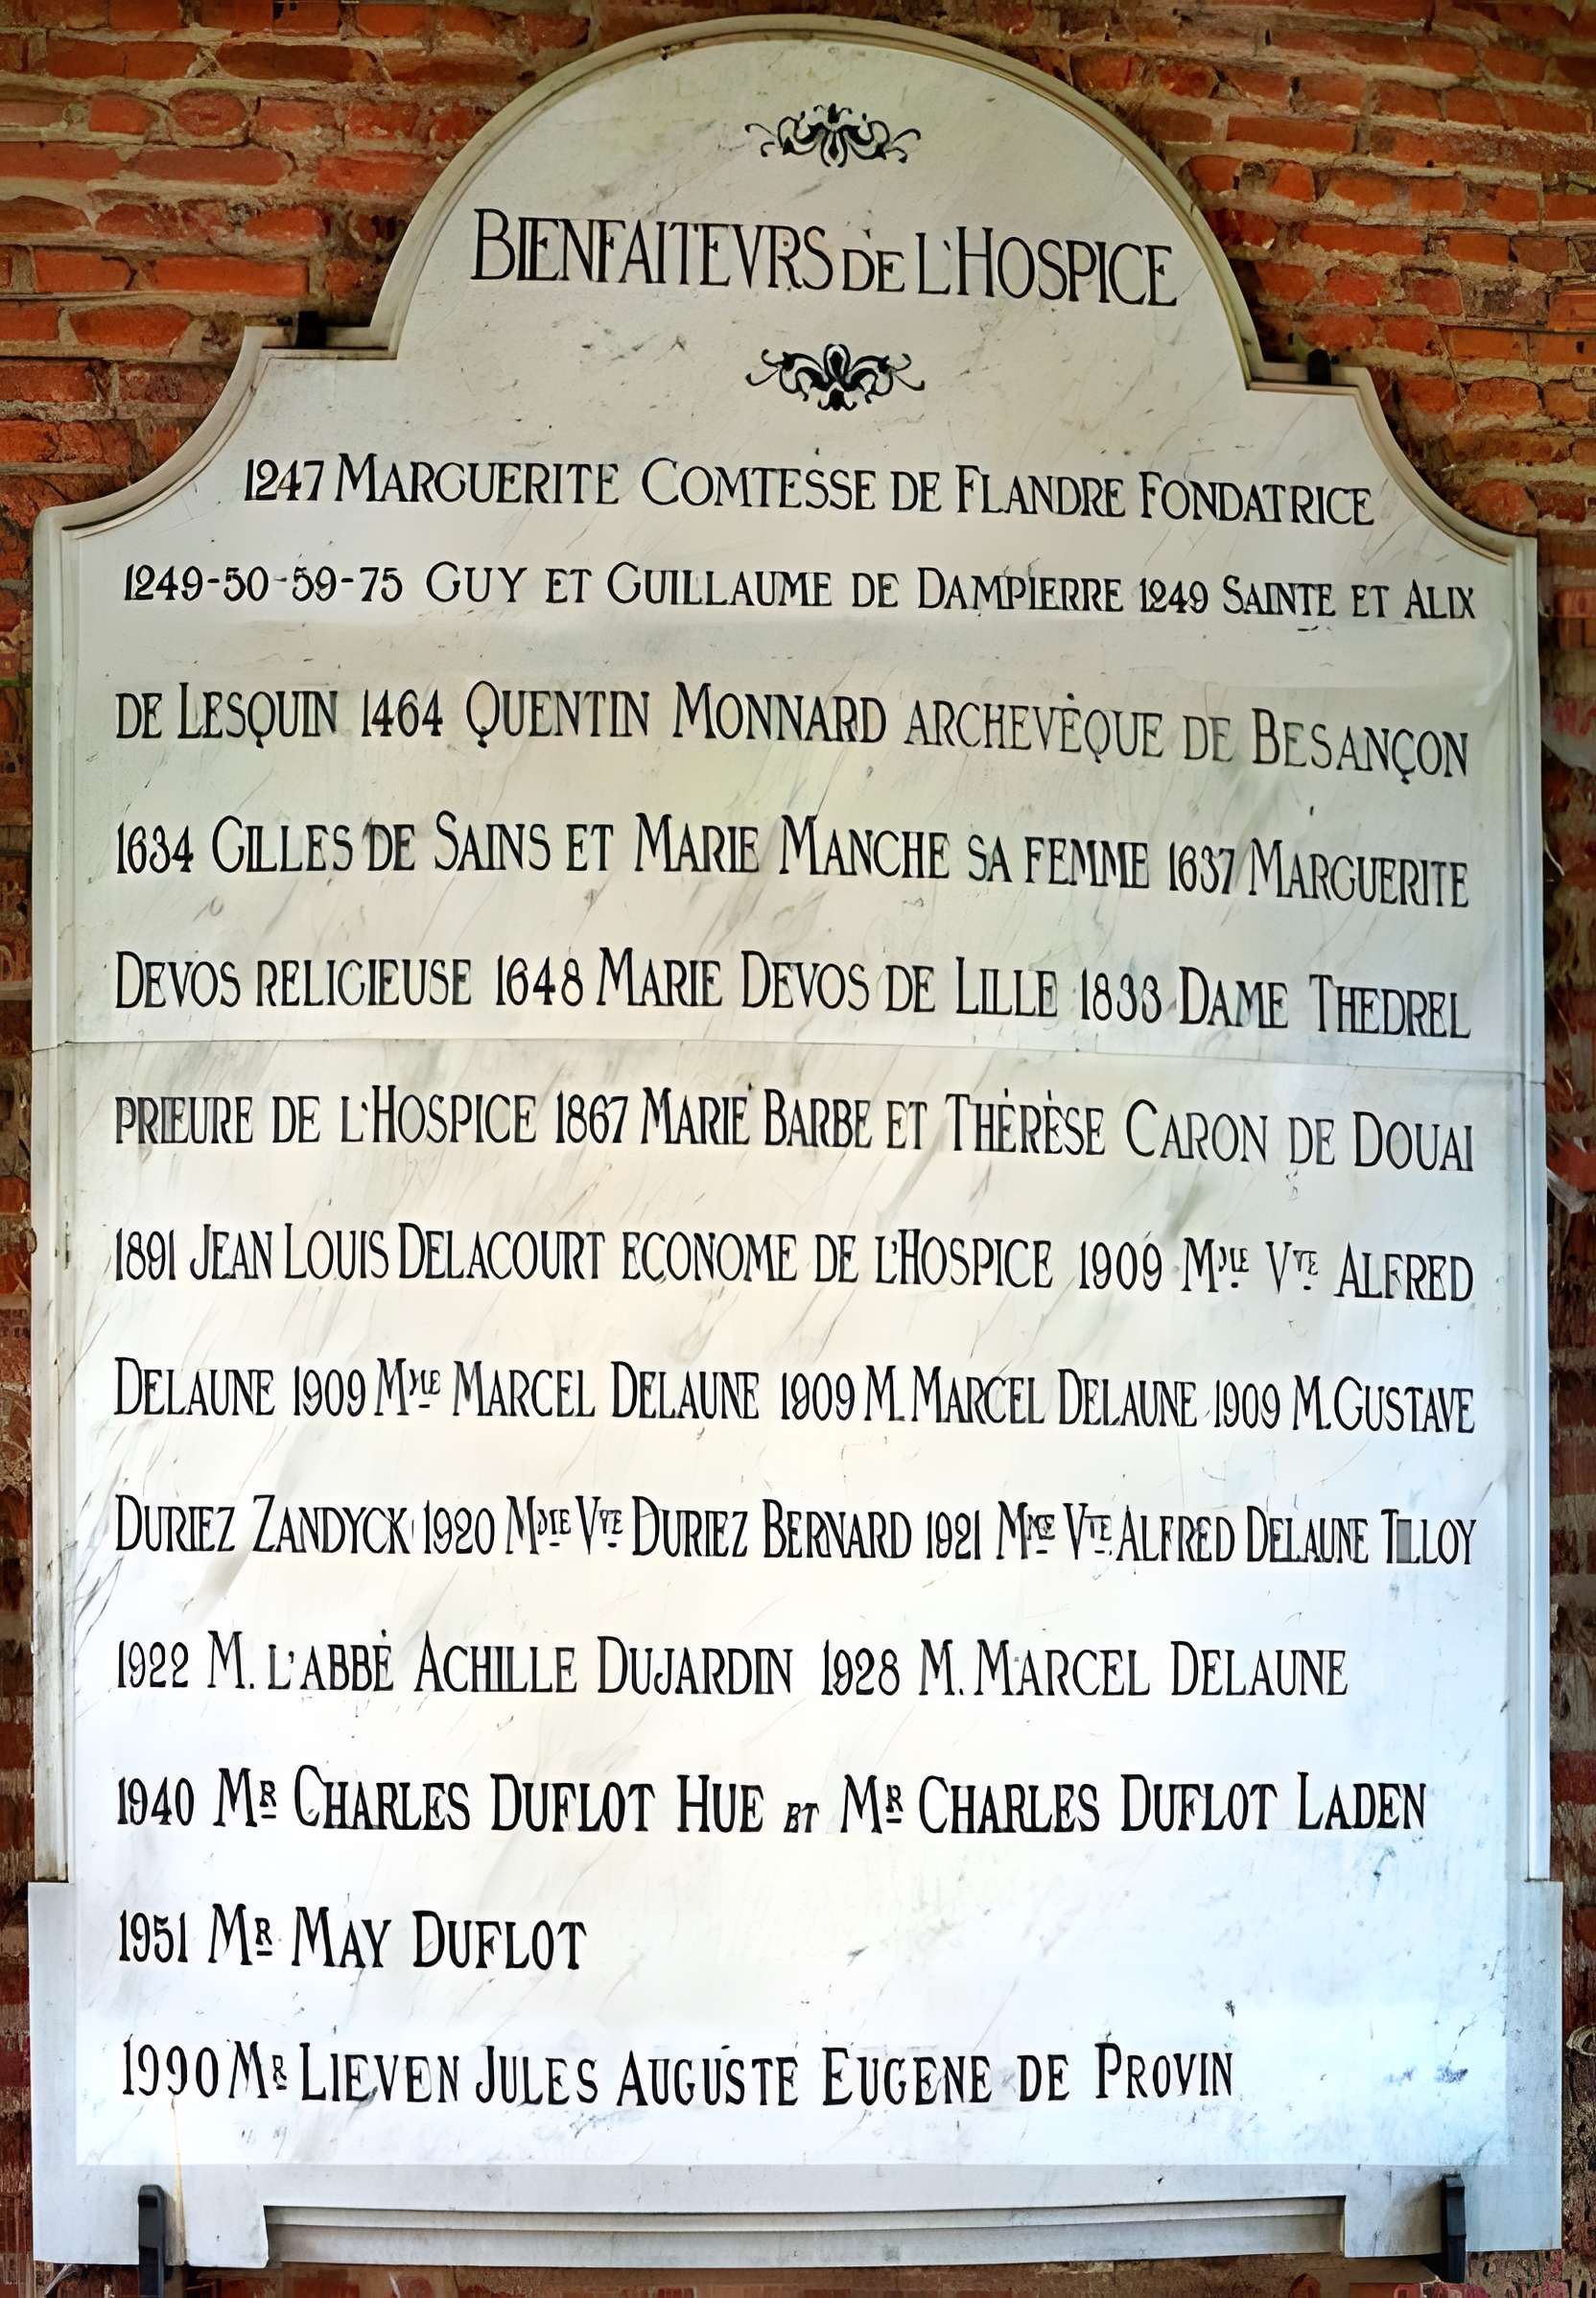 BIENFAITEVRS DE L'HOSPICE
1247 MARGUERITE COMTESSE DE FLANDRE FONDATRICE
1249-50-59-75 GUY ET GUILLAUME DE DAMPIERRE 1249 SAINTE ET ALIX
DE LESQUIN 1464 QUENTIN MONNARD ARCHEVÊQUE DE BESANÇON
1634 GILLES DE SAINS ET MARIE MANCHE SA FEMME 1637 MARGUERITE
DEVOS RELIGIEUSE 1648 MARIE DEVOS DE LILLE 1833 DAME THEDREL
PRIEURE DE L'HOSPICE 1867 MARIE BARBE ET THÉRÈSE CARON DE DOUAI
1891 JEAN LOUIS DELACOURT ECONOME DE L'HOSPICE 1909 VTE ALFRED
DELAUNE 1909 MARCEL DELAUNE 1909 M. MARCEL DELAUNE 1909 M. GUSTAVE
DURIEZ ZANDYCK 1920 MME VTE DURIEZ BERNARD 1921 MME VTE ALFRED DELAUNE TILLOY
1922 M. L'ABBÉ ACHILLE DUJARDIN 1928 M. MARCEL DELAUNE
1940 MR CHARLES DUFLOT HUE ET MR CHARLES DUFLOT LADEN
1951 MR MAY DUFLOT
1990 MR LIEVEN JULES AUGUSTE EUGENE DE PROVIN